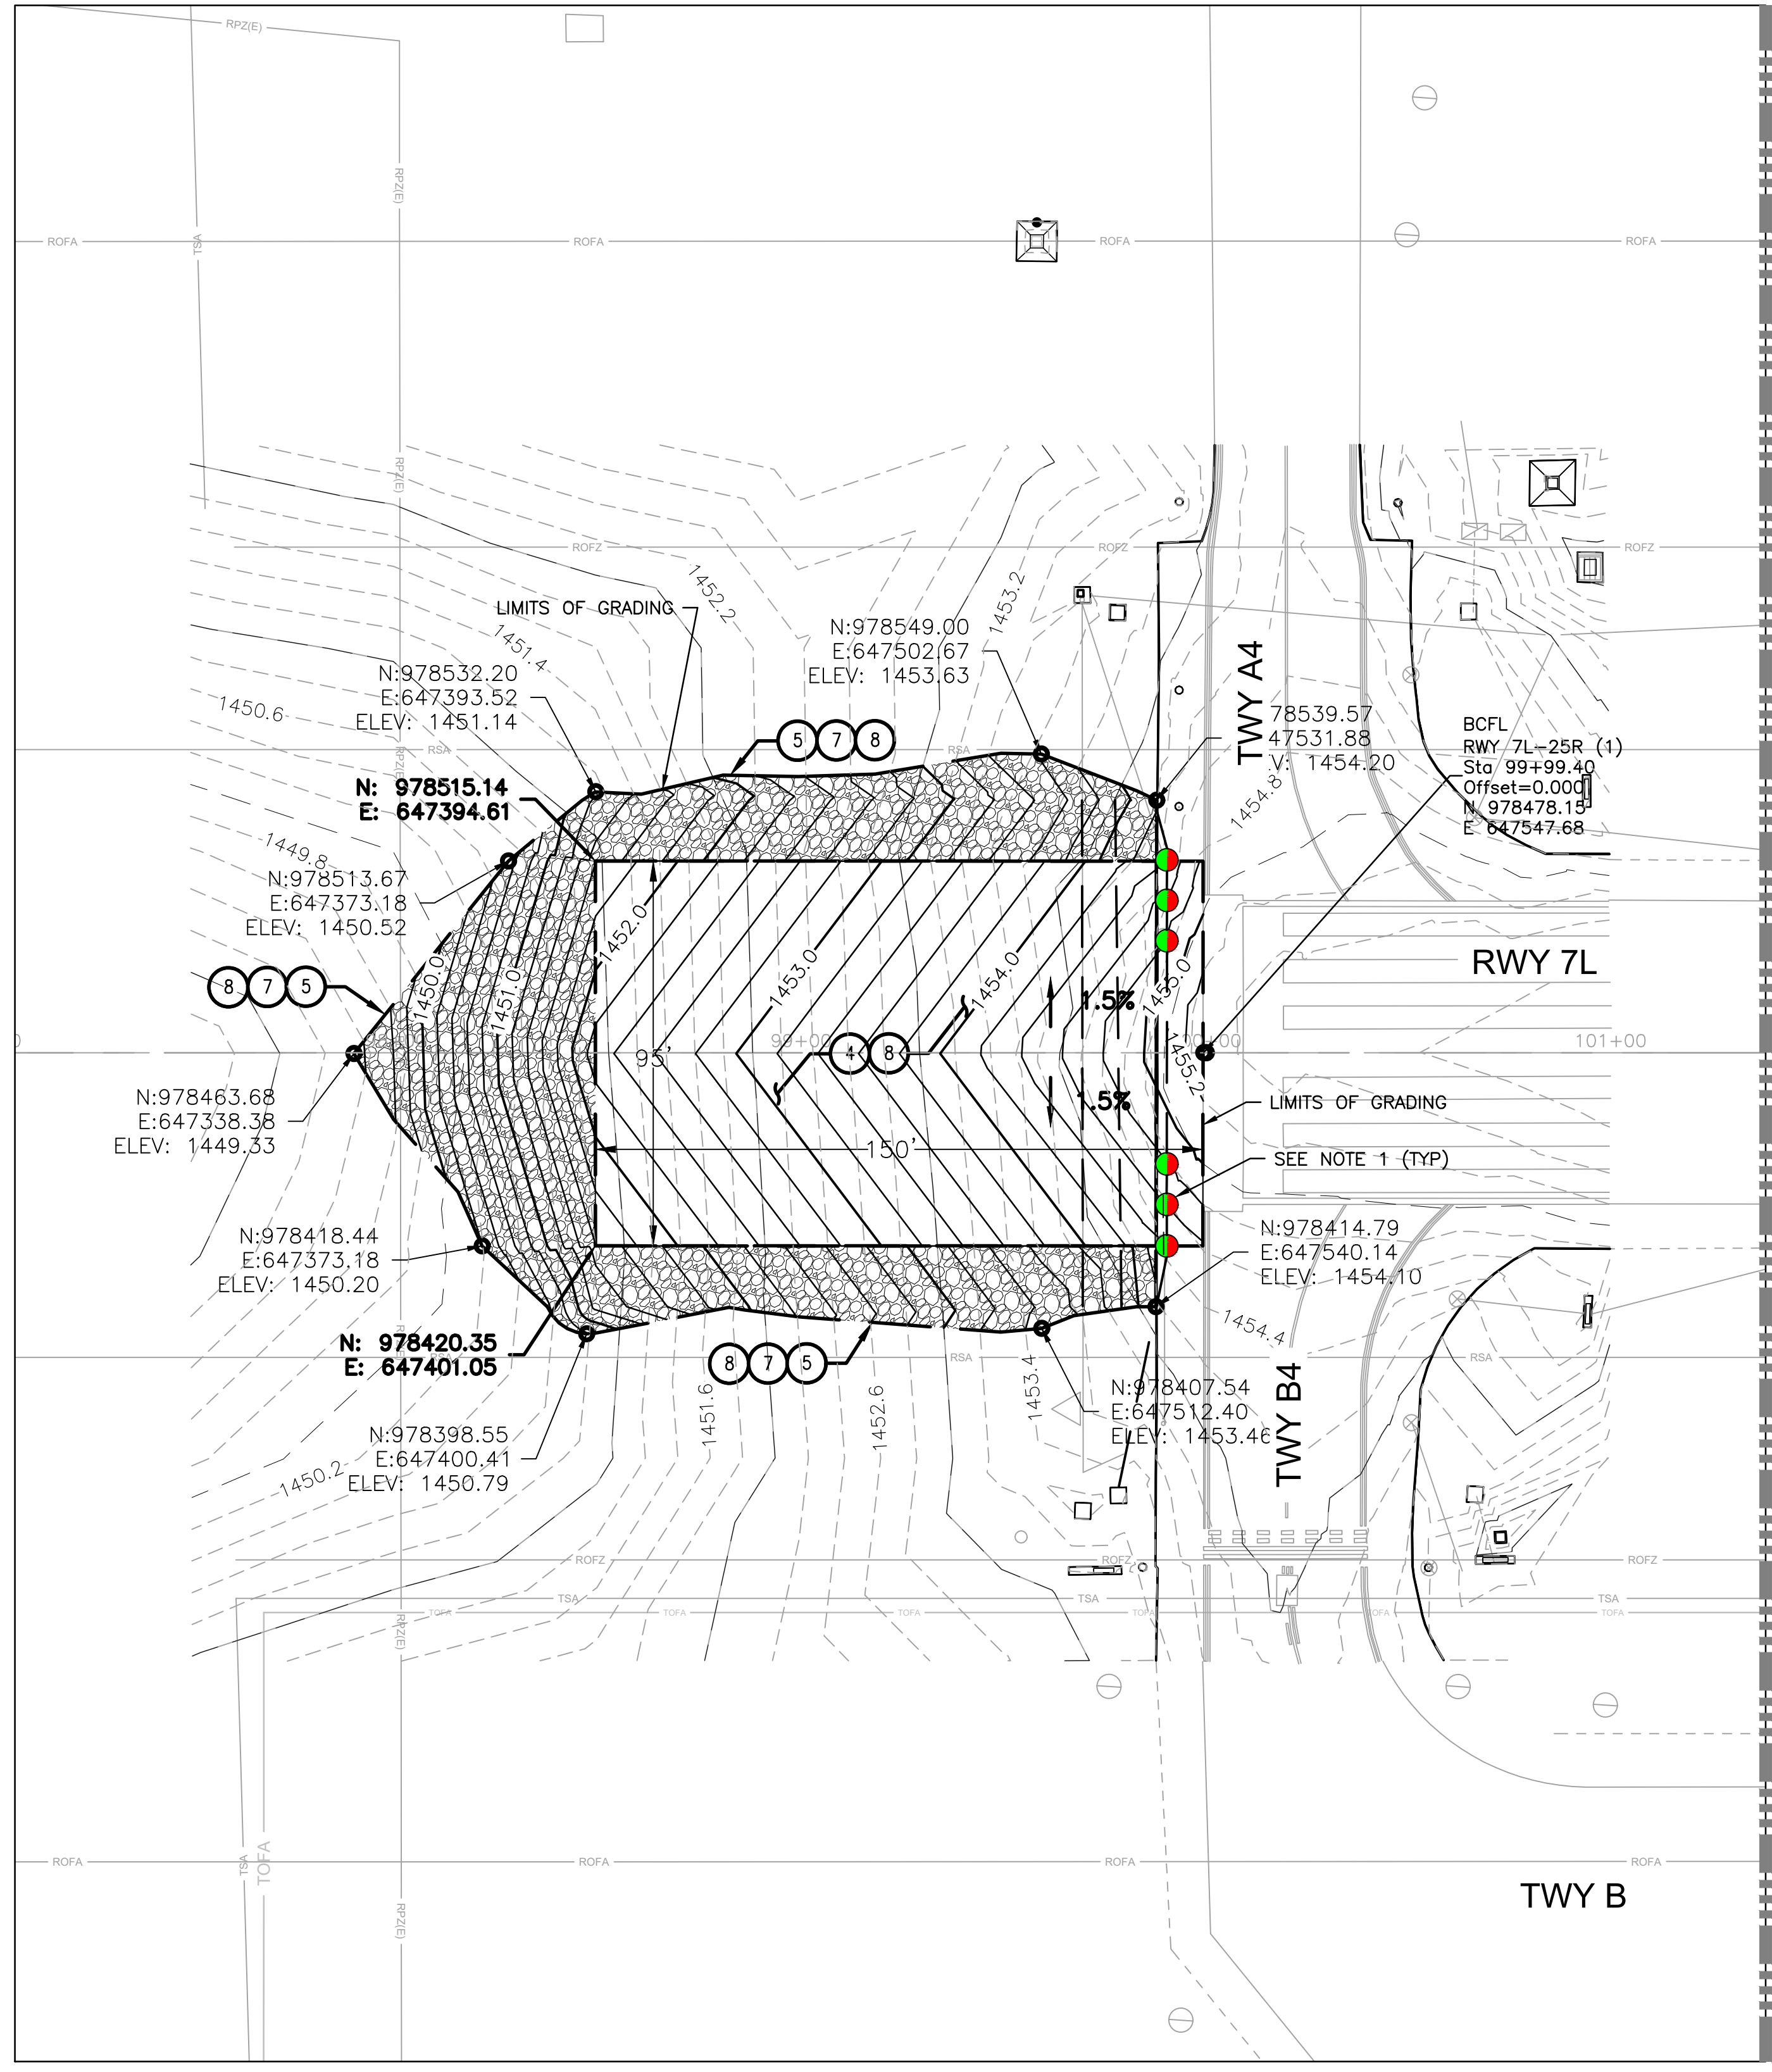 RPZ(E)
RPZ(E)
ROFA
TSA
ROFA
ROFA
ROFA
RPZ(E)
ROFZ
ROFZ
ROFZ
1452.2
1453.2
LIMITS OF GRADING
N:978549.00
E:647502.67
ELEV: 1453.63
1451.4
N:978532.20
E:647393.52
ELEV: 1451.14
TWY A4
1450.6
78539.57
47531.88
V: 1454.20
BCFL
RWY 7L-25R (1)
Sta 99+99.40
Offset=0.000
N 978478.15
E 647547.68
RSA
5 7 8
RSA
RPZ(E)
N: 978515.14
E: 647394.61
1454.8
1449.8
N:978513.67
E:647373.18
ELEV: 1450.52
1452.0
1453.0
1454.0
1455.0
RWY 7L
1450.0
1451.0
8 7 5
1.5%
0
99+00
4 8
95'
101+00
1455.2
N:978463.68
E:647338.38
ELEV: 1449.33
.5%
LIMITS OF GRADING
150'
SEE NOTE 1 (TYP)
N:978418.44
E:647373.18
ELEV: 1450.20
N:978414.79
E:647540.14
ELEV: 1454.10
1454.4
N: 978420.35
E: 647401.05
RSA
8 7 5
RSA
RSA
TWY B4
1451.6
1452.6
1453.4
N:978407.54
E:647512.40
ELEV: 1453.46
N:978398.55
E:647400.41
ELEV: 1450.79
1450.2
ROFZ
ROFZ
ROFZ
TSA
TSA
TSA
TOFA
TOFA
TOFA
TOFA
TOFA
TOFA
RPZ(E)
TSA
TOFA
ROFA
ROFA
ROFA
ROFA
TWY B
RPZ(E)